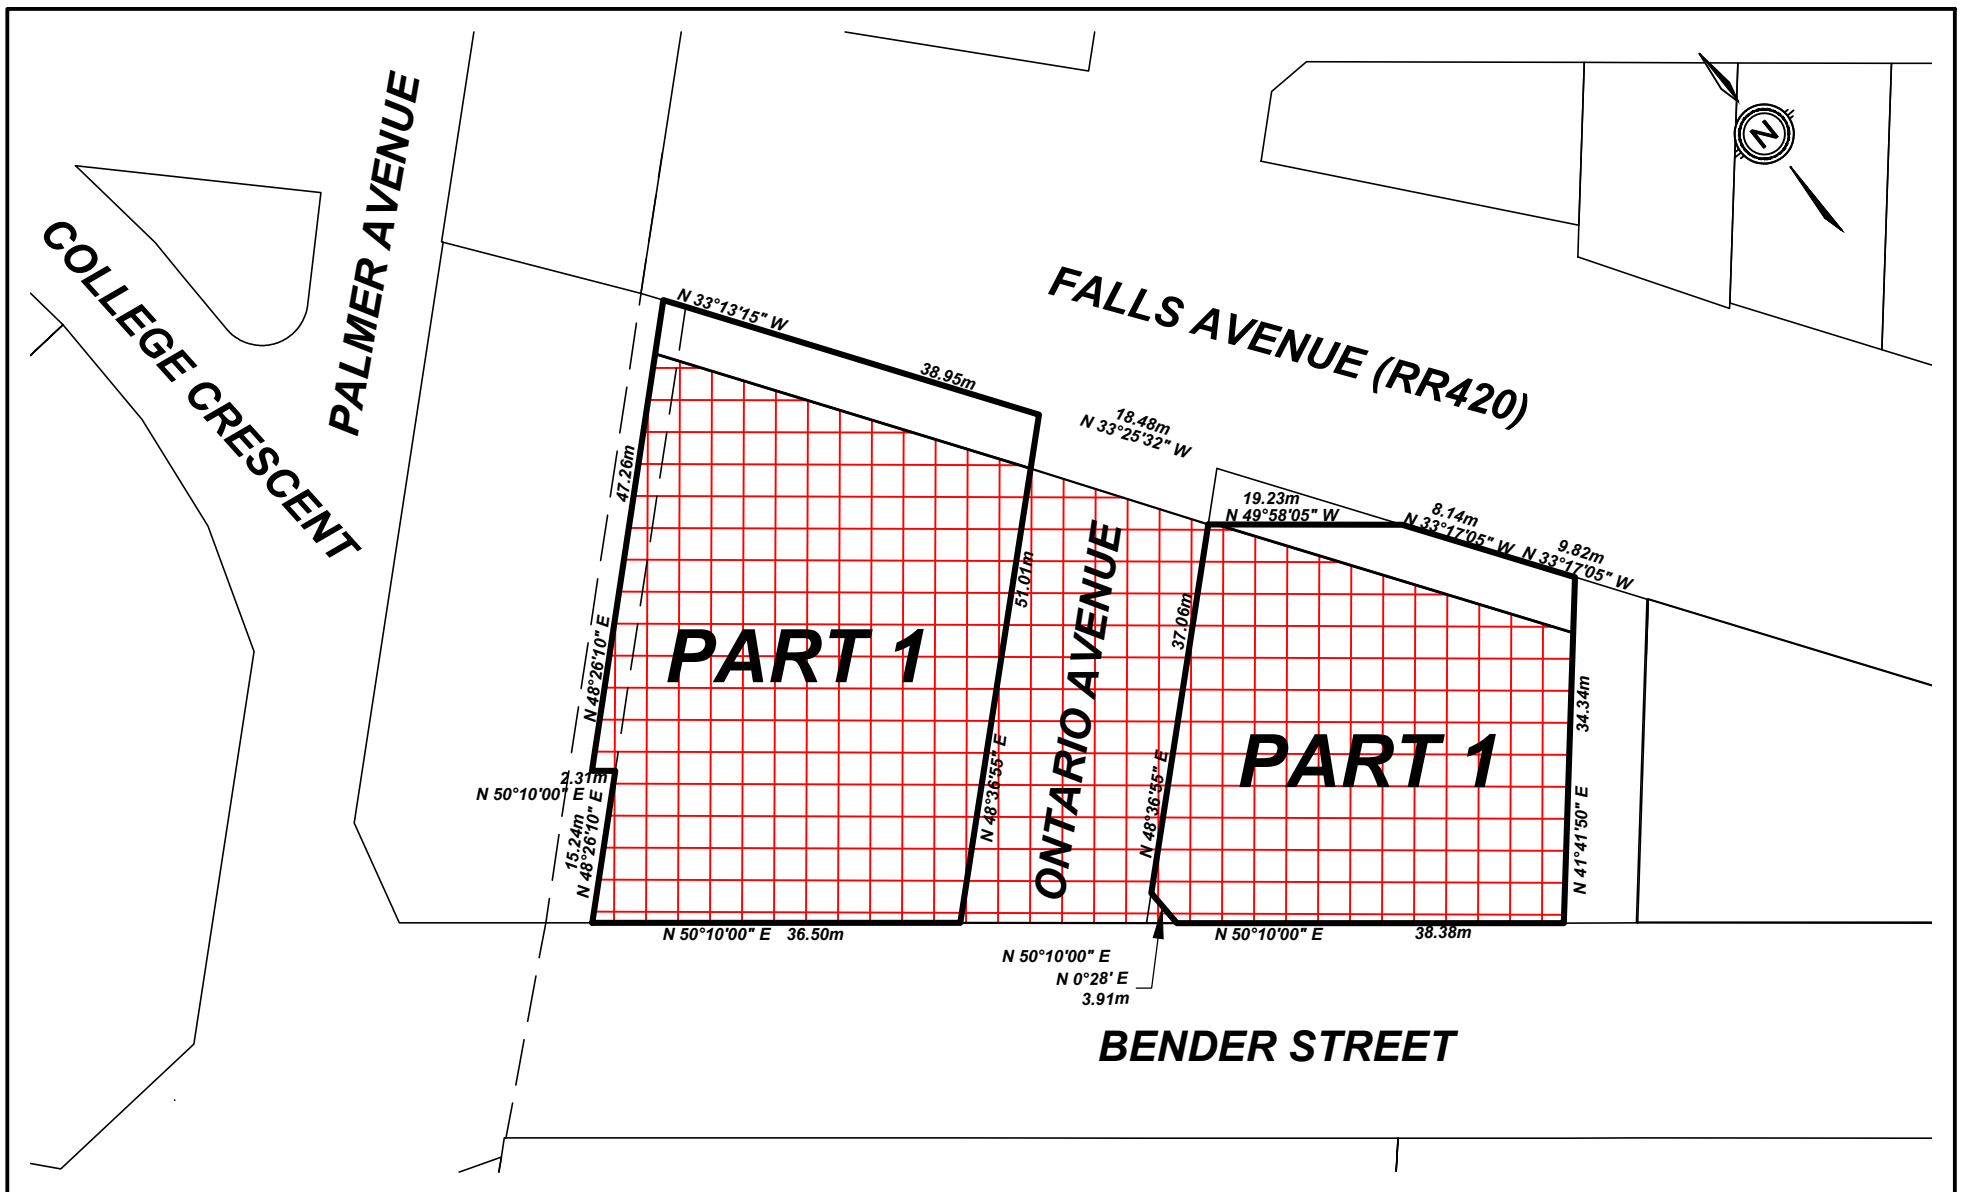 COLLEGE CRESCENT
PALMER AVENUE
N
FALLS AVENUE (RR420)
N 33°13'15" W
38.95m
18.48m
N 33°25'32" W
19.23m
N 49°58'05" W
8.14m
N 33°17'05" W
9.82m
N 33°17'05" W
47.26m
N 48°26'10" E
51.01m
N 48°36'55" E
37.06m
N 48°36'55" E
34.34m
N 41°41'50" E
PART 1
ONTARIO AVENUE
PART 1
2.31m
N 50°10'00" E
15.24m
N 48°26'10" E
N 50°10'00" E 36.50m
N 50°10'00" E
N 0°28' E
3.91m
N 50°10'00" E 38.38m
BENDER STREET